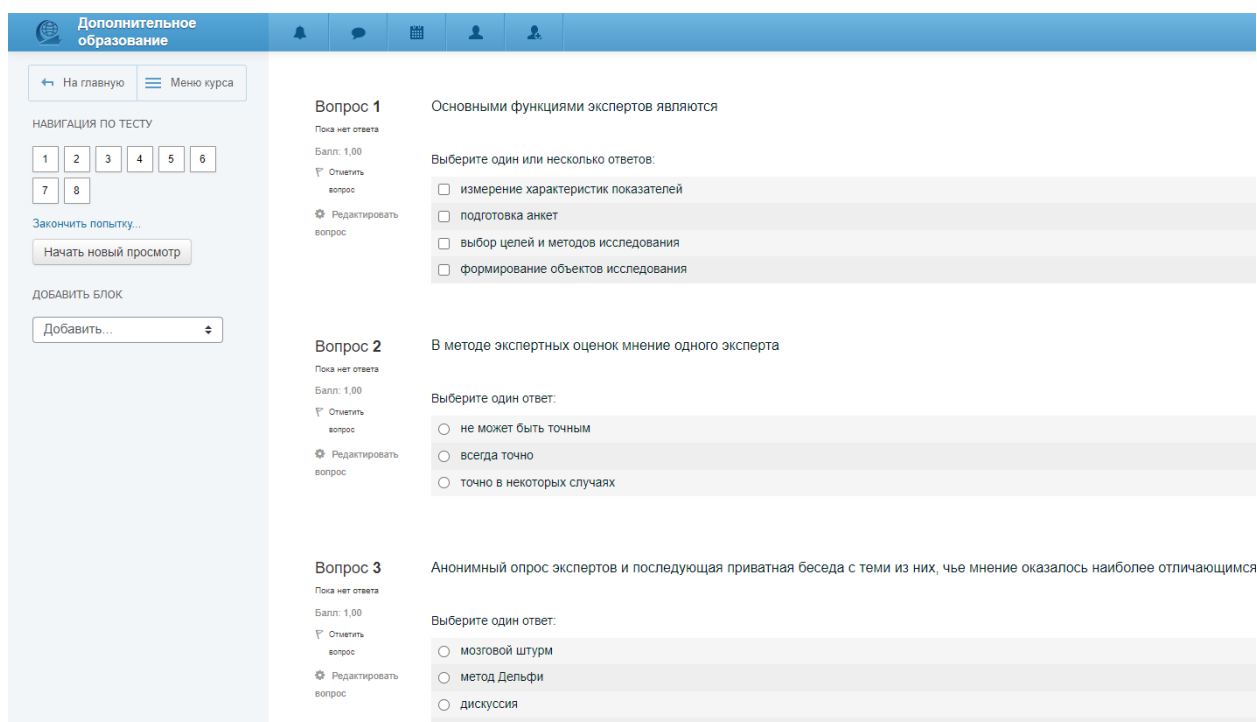 Дополнительное
образование
На главную
Меню курса
НАВИГАЦИЯ ПО ТЕСТУ
1 2 3 4 5 6
7 8
Закончить попытку...
Начать новый просмотр
ДОБАВИТЬ БЛОК
Добавить...
Вопрос 1
Пока нет ответа
Балл: 1,00
Отметить
вопрос
Редактировать
вопрос
Основными функциями экспертов являются
Выберите один или несколько ответов:
измерение характеристик показателей
подготовка анкет
выбор целей и методов исследования
формирование объектов исследования
Вопрос 2
Пока нет ответа
Балл: 1,00
Отметить
вопрос
Редактировать
вопрос
В методе экспертных оценок мнение одного эксперта
Выберите один ответ:
не может быть точным
всегда точно
точно в некоторых случаях
Вопрос 3
Пока нет ответа
Балл: 1,00
Отметить
вопрос
Редактировать
вопрос
Анонимный опрос экспертов и последующая приватная беседа с теми из них, чье мнение оказалось наиболее отличающимся
Выберите один ответ:
мозговой штурм
метод Дельфи
дискуссия